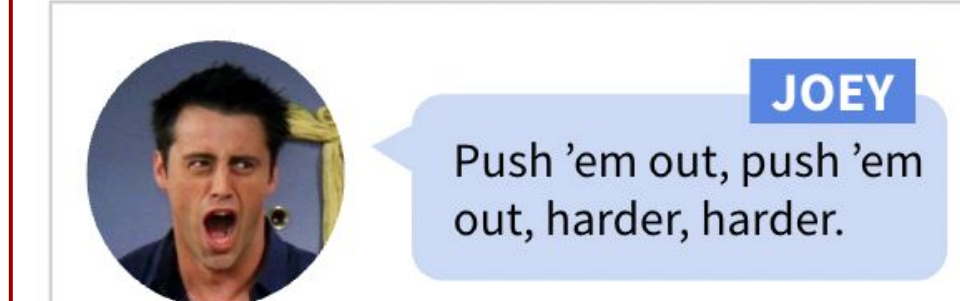 JOEY
Push ’em out, push ’em
out, harder, harder.